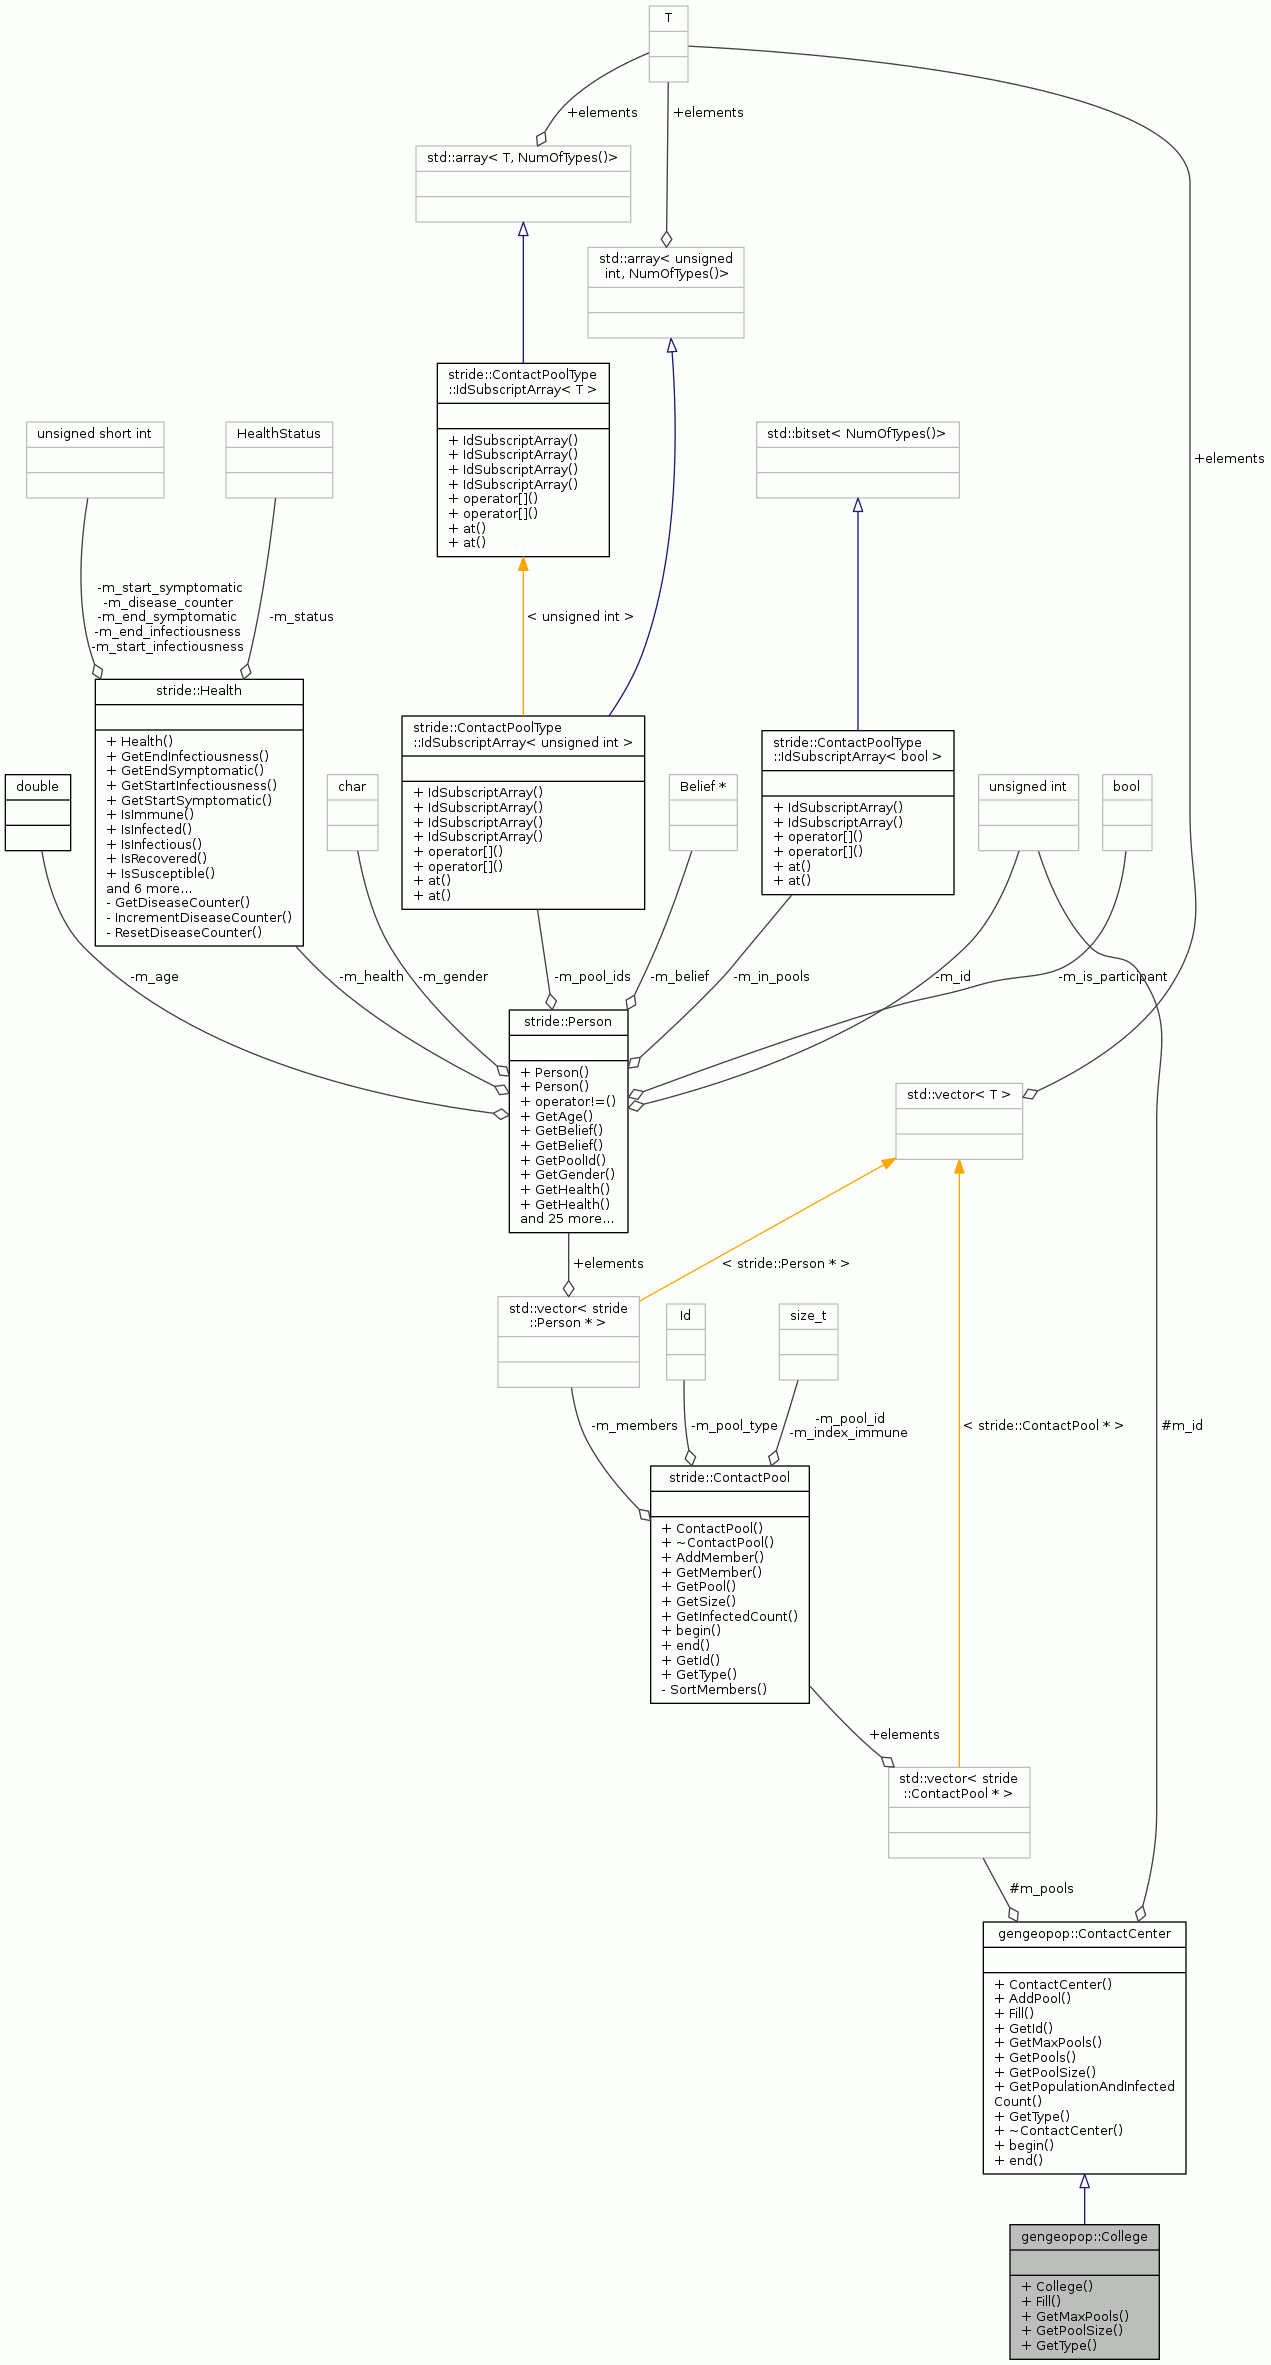 T
+elements
+elements
std::array< T, NumOfTypes()>
std::array< unsigned
int, NumOfTypes()>
stride::ContactPoolType
::IdSubscriptArray< T >
+ IdSubscriptArray()
+ IdSubscriptArray()
+ IdSubscriptArray()
+ IdSubscriptArray()
+ operator[]()
+ operator[]()
+ at()
+ at()
unsigned short int
HealthStatus
std::bitset< NumOfTypes()>
+elements
-m_start_symptomatic
-m_disease_counter
-m_end_symptomatic
-m_end_infectiousness
-m_start_infectiousness
-m_status
< unsigned int >
stride::Health
+ Health()
+ GetEndInfectiousness()
+ GetEndSymptomatic()
+ GetStartInfectiousness()
+ GetStartSymptomatic()
+ IsImmune()
+ IsInfected()
+ IsInfectious()
+ IsRecovered()
+ IsSusceptible()
and 6 more...
- GetDiseaseCounter()
- IncrementDiseaseCounter()
- ResetDiseaseCounter()
stride::ContactPoolType
::IdSubscriptArray< unsigned int >
+ IdSubscriptArray()
+ IdSubscriptArray()
+ IdSubscriptArray()
+ IdSubscriptArray()
+ operator[]()
+ operator[]()
+ at()
+ at()
stride::ContactPoolType
::IdSubscriptArray< bool >
+ IdSubscriptArray()
+ IdSubscriptArray()
+ operator[]()
+ operator[]()
+ at()
+ at()
double
char
Belief *
unsigned int
bool
-m_age
-m_health
-m_gender
-m_pool_ids
-m_belief
-m_in_pools
-m_id
-m_is_participant
stride::Person
+ Person()
+ Person()
+ operator!=()
+ GetAge()
+ GetBelief()
+ GetBelief()
+ GetPoolId()
+ GetGender()
+ GetHealth()
+ GetHealth()
and 25 more...
std::vector< T >
+elements
< stride::Person * >
std::vector< stride
::Person * >
Id
size_t
-m_members
-m_pool_type
-m_pool_id
-m_index_immune
< stride::ContactPool * >
#m_id
stride::ContactPool
+ ContactPool()
+ ~ContactPool()
+ AddMember()
+ GetMember()
+ GetPool()
+ GetSize()
+ GetInfectedCount()
+ begin()
+ end()
+ GetId()
+ GetType()
- SortMembers()
+elements
std::vector< stride
::ContactPool * >
#m_pools
gengeopop::ContactCenter
+ ContactCenter()
+ AddPool()
+ Fill()
+ GetId()
+ GetMaxPools()
+ GetPools()
+ GetPoolSize()
+ GetPopulationAndInfected
Count()
+ GetType()
+ ~ContactCenter()
+ begin()
+ end()
gengeopop::College
+ College()
+ Fill()
+ GetMaxPools()
+ GetPoolSize()
+ GetType()